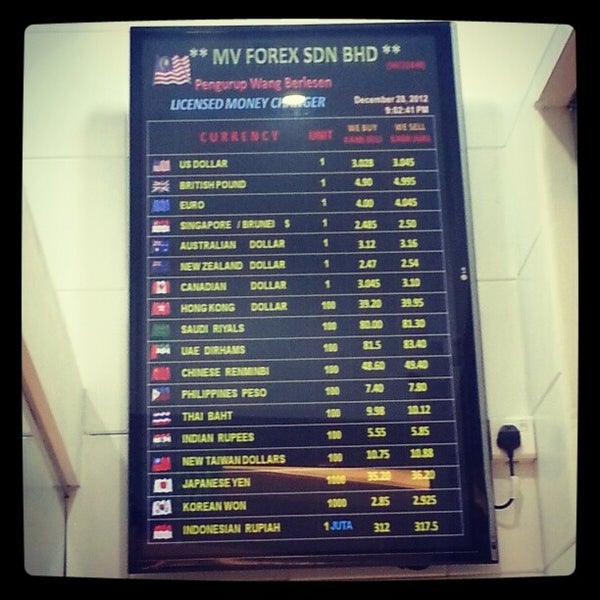 ** MV FOREX SDN BHD **
Pengurup Wang Berlesen
LICENSED MONEY CHANGER
December 28, 2012
9:02:41 PM
CURRENCY UNIT WE BUY WE SELL
US DOLLAR 1 3.028 3.045
BRITISH POUND 1 4.90 4.995
EURO 1 4.00 4.045
SINGAPORE / BRUNEI $ 1 2.485 2.50
AUSTRALIAN DOLLAR 1 3.12 3.16
NEW ZEALAND DOLLAR 1 2.47 2.54
CANADIAN DOLLAR 1 3.045 3.10
HONG KONG DOLLAR 100 39.20 39.95
SAUDI RIYALS 100 80.00 81.30
UAE DIRHAMS 100 81.5 83.40
CHINESE RENMINBI 100 48.60 49.40
PHILIPPINES PESO 100 7.40 7.80
THAI BAHT 100 9.98 10.12
INDIAN RUPEES 100 5.55 5.85
NEW TAIWAN DOLLARS 100 10.75 10.88
JAPANESE YEN 1000 35.20 36.20
KOREAN WON 1000 2.85 2.925
INDONESIAN RUPIAH 1 JUTA 312 317.5